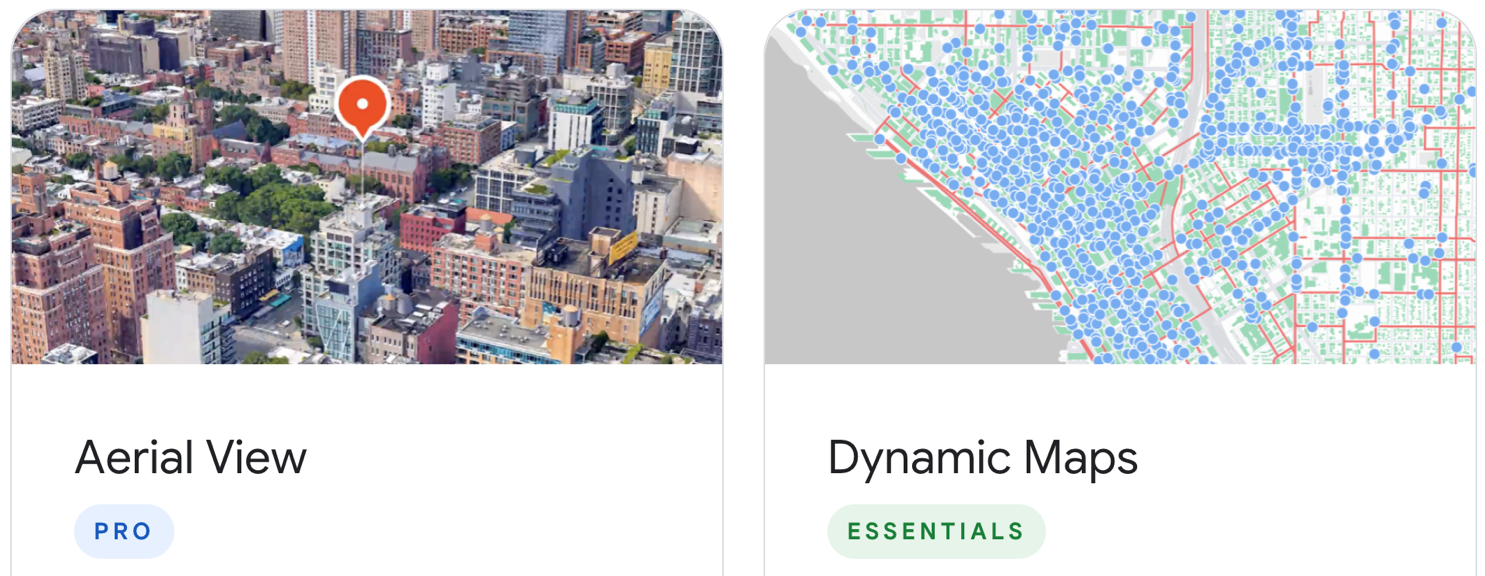 Aerial View
PRO
Dynamic Maps
ESSENTIALS